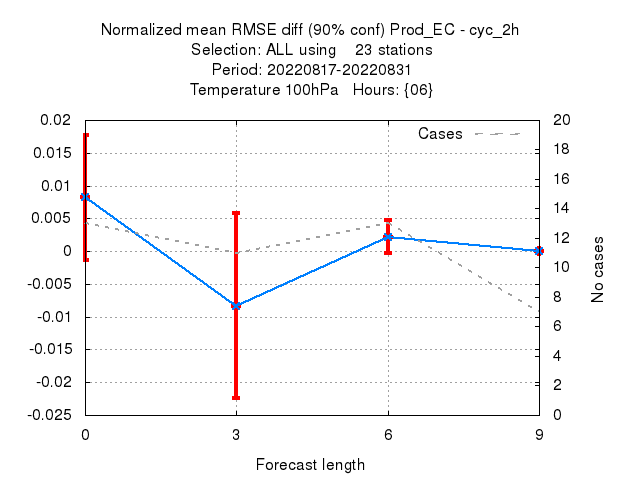 Normalized mean RMSE diff (90% conf) Prod_EC - cyc_2h
Selection: ALL using 23 stations
Period: 20220817-20220831
Temperature 100hPa Hours: {06}
Cases
0.02
0.015
0.01
0.005
0
-0.005
-0.01
-0.015
-0.02
-0.025
20
18
16
14
12
10
8
6
4
2
0
No cases
0 3 6 9
Forecast length